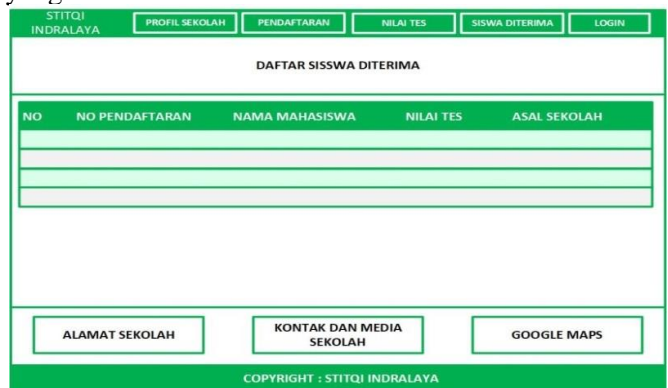 STITQI
INDRALAYA
PROFIL SEKOLAH
PENDAFTARAN
NILAI TES
SISWA DITERIMA
LOGIN
DAFTAR SISSWA DITERIMA
NO NO PENDAFTARAN NAMA MAHASISWA NILAI TES ASAL SEKOLAH
ALAMAT SEKOLAH
KONTAK DAN MEDIA
SEKOLAH
GOOGLE MAPS
COPYRIGHT : STITQI INDRALAYA